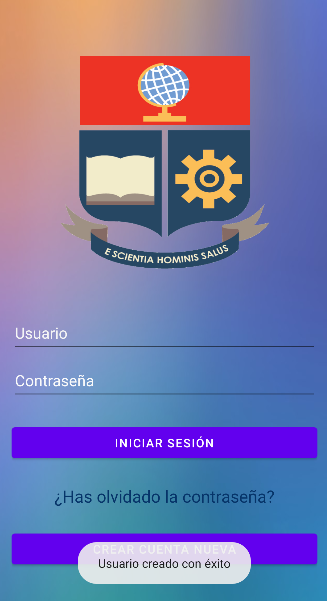 E SCIENTIA HOMINIS SALUS
Usuario
Contraseña
INICIAR SESIÓN
¿Has olvidado la contraseña?
CREAR CUENTA NUEVA
Usuario creado con éxito